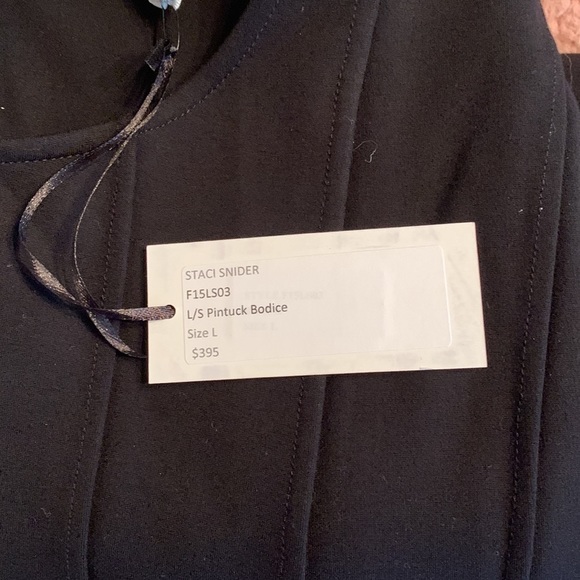 STACI SNIDER
F15LS03
L/S Pintuck Bodice
Size L
$395